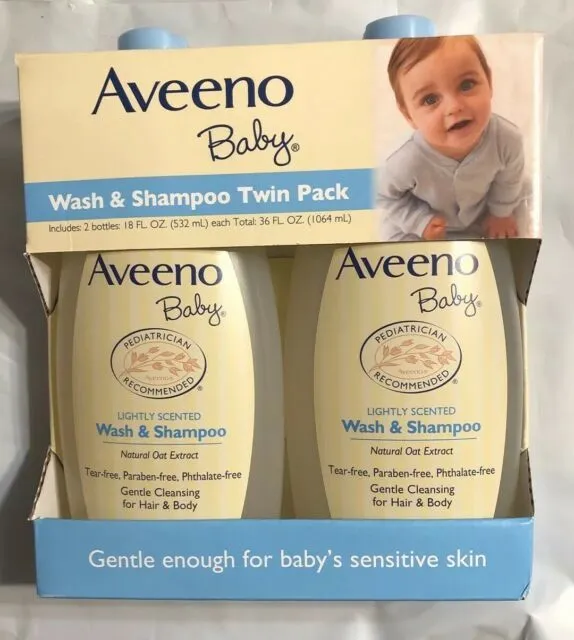 Aveeno
Baby®
Wash & Shampoo Twin Pack
Includes: 2 bottles: 18 FL. OZ. (532 mL) each Total: 36 FL. OZ. (1064 mL)
Aveeno
Baby®
PEDIATRICIAN
AVEENO®
RECOMMENDED
LIGHTLY SCENTED
Wash & Shampoo
Natural Oat Extract
Tear-free, Paraben-free, Phthalate-free
Gentle Cleansing
for Hair & Body
Aveeno
Baby®
PEDIATRICIAN
AVEENO®
RECOMMENDED
LIGHTLY SCENTED
Wash & Shampoo
Natural Oat Extract
Tear-free, Paraben-free, Phthalate-free
Gentle Cleansing
for Hair & Body
Gentle enough for baby's sensitive skin